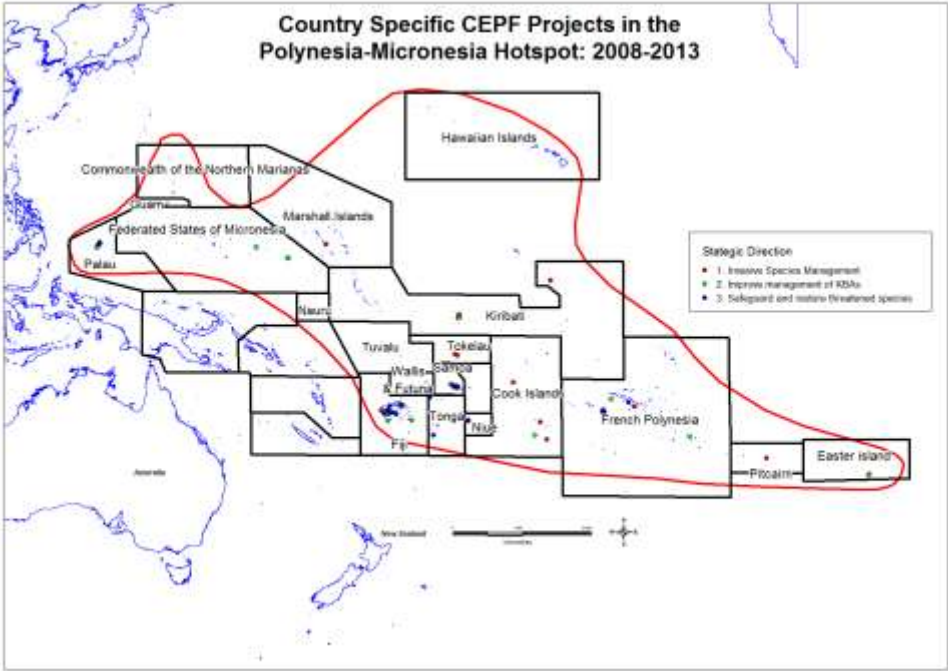 Country Specific CEPF Projects in the
Polynesia-Micronesia Hotspot: 2008-2013
Hawaiian Islands
Commonwealth of the Northern Marianas
Guam
Marshall Islands
Federated States of Micronesia
Palau
Stategic Direction
1. Invasive Species Management
2. Improve management of KBAs
3. Safeguard and restore threatened species
Nauru
Kiribati
Tuvalu
Tokelau
Wallis
Samoa
& Futuna
Cook Islands
Tonga
French Polynesia
Niue
Fiji
Easter island
Pitcairn
Australia
New Zealand